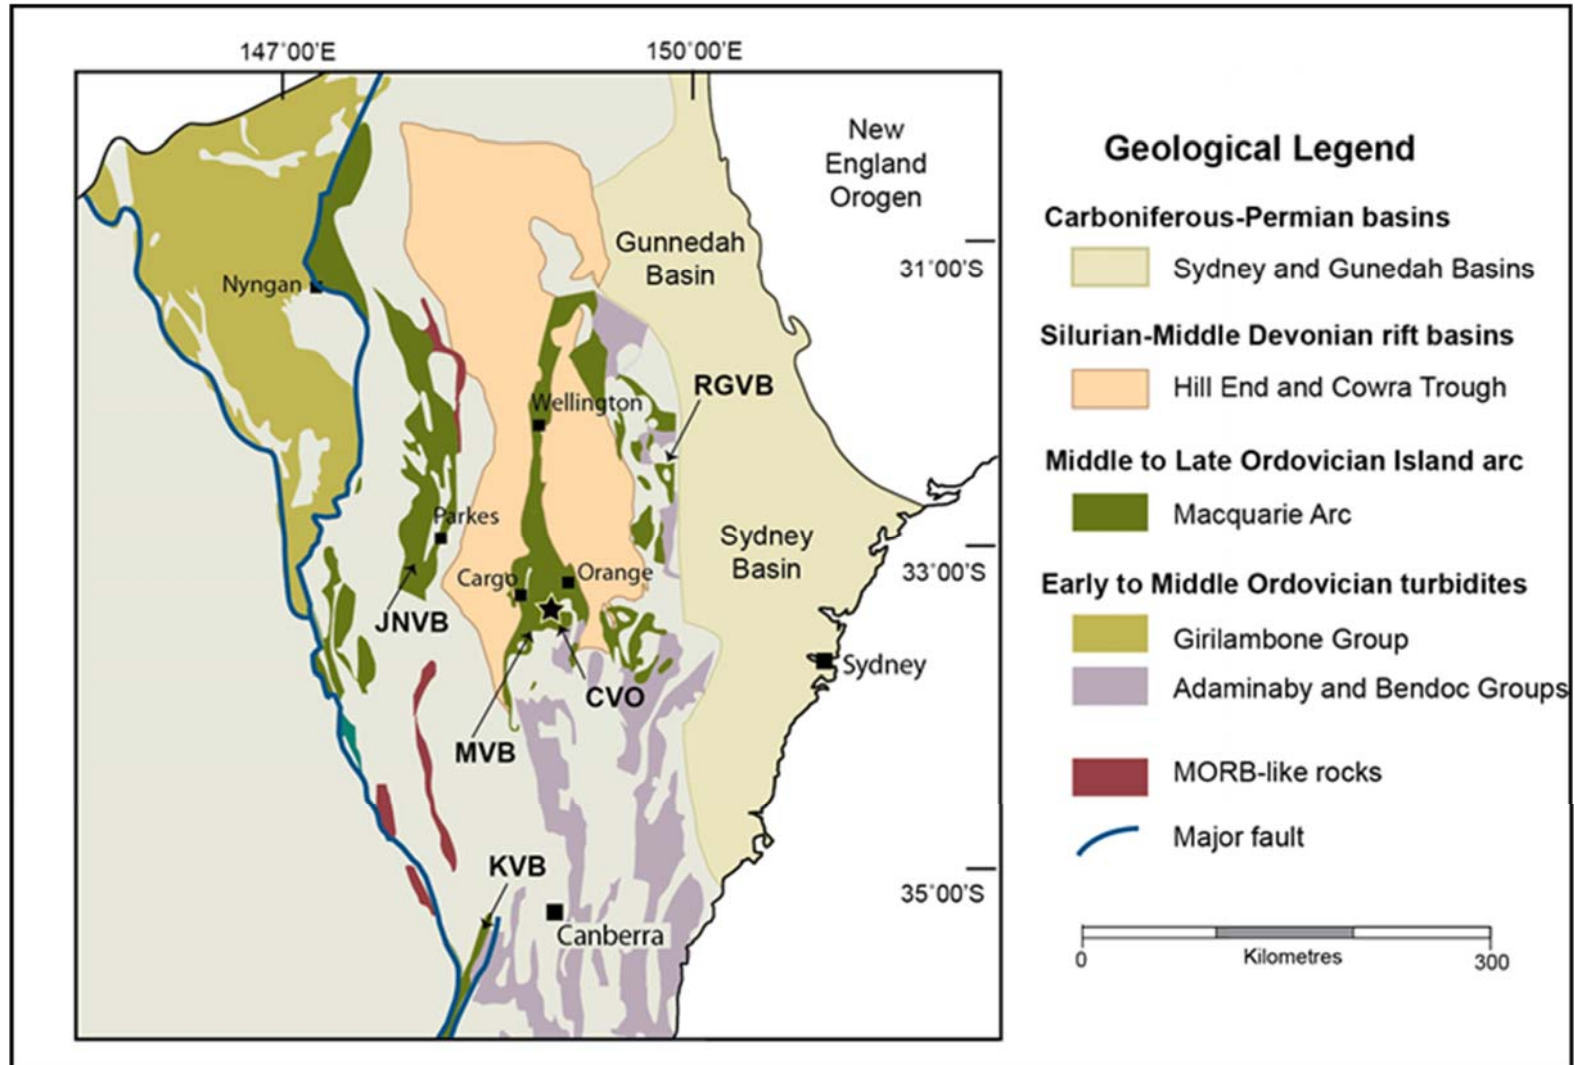 147°00'E
150°00'E
New
England
Orogen
Gunnedah
Basin
31°00'S
Nyngan
RGVB
Wellington
Parkes
Sydney
Basin
33°00'S
Cargo
Orange
JNVB
Sydney
CVO
MVB
KVB
35°00'S
Canberra
Geological Legend
Carboniferous-Permian basins
Sydney and Gunedah Basins
Silurian-Middle Devonian rift basins
Hill End and Cowra Trough
Middle to Late Ordovician Island arc
Macquarie Arc
Early to Middle Ordovician turbidites
Girilambone Group
Adaminaby and Bendoc Groups
MORB-like rocks
Major fault
0
Kilometres
300